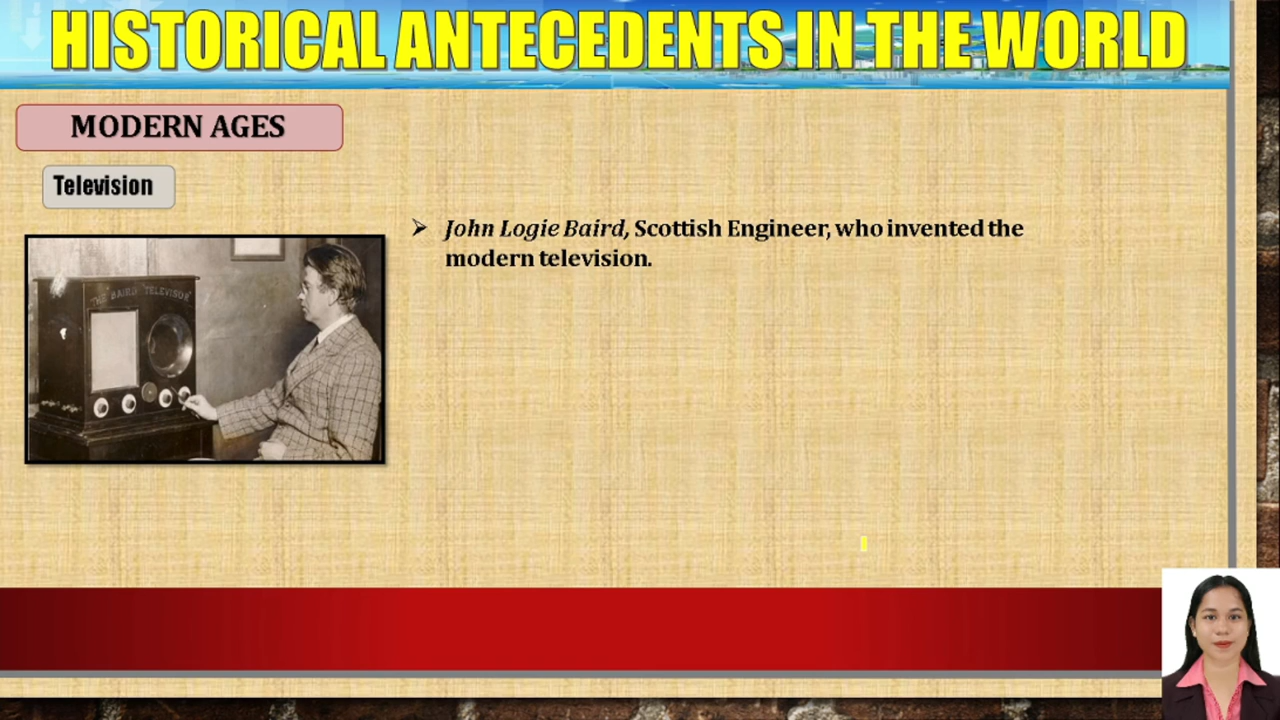 HISTORICAL ANTECEDENTS IN THE WORLD
MODERN AGES
Television
THE "BAIRD" "TELEVISOR"
➢ John Logie Baird, Scottish Engineer, who invented the
modern television.